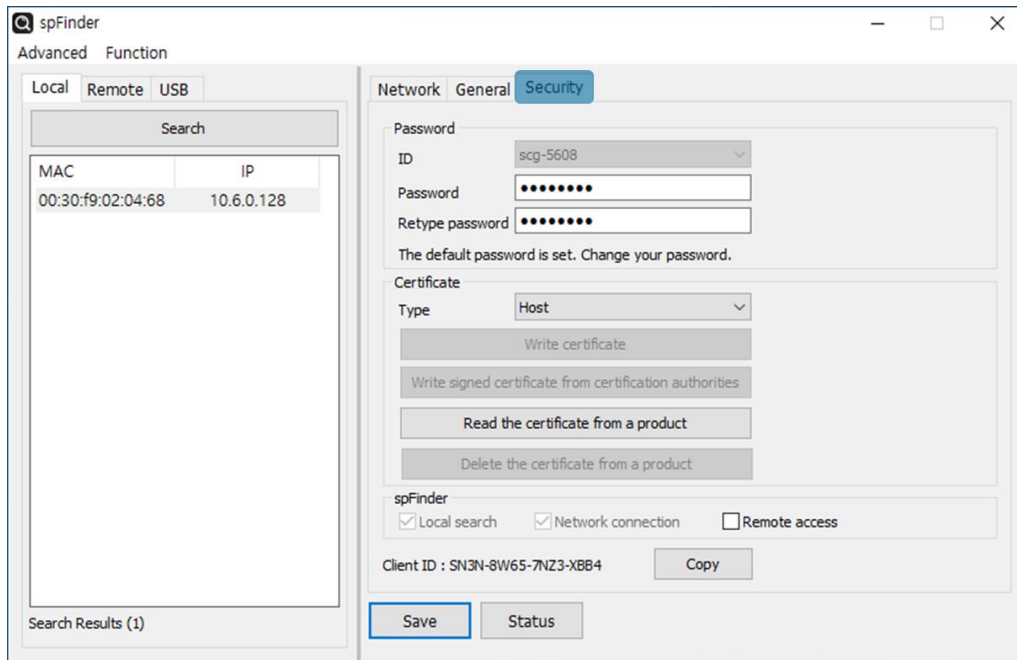 spFinder
Advanced Function
Local Remote USB
Search
MAC IP
00:30:f9:02:04:68 10.6.0.128
Search Results (1)
Network General Security
Password
ID scg-5608
Password ●●●●●●●●
Retype password ●●●●●●●●
The default password is set. Change your password.
Certificate
Type Host
Write certificate
Write signed certificate from certification authorities
Read the certificate from a product
Delete the certificate from a product
spFinder
Local search Network connection Remote access
Client ID : SN3N-8W65-7NZ3-XBB4 Copy
Save Status